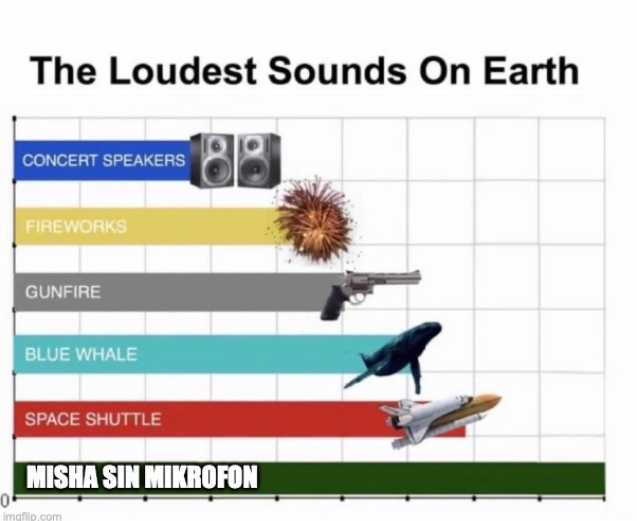 The Loudest Sounds On Earth
CONCERT SPEAKERS
FIREWORKS
GUNFIRE
BLUE WHALE
SPACE SHUTTLE
MISHA SIN MIKROFON
0
imgflip.com